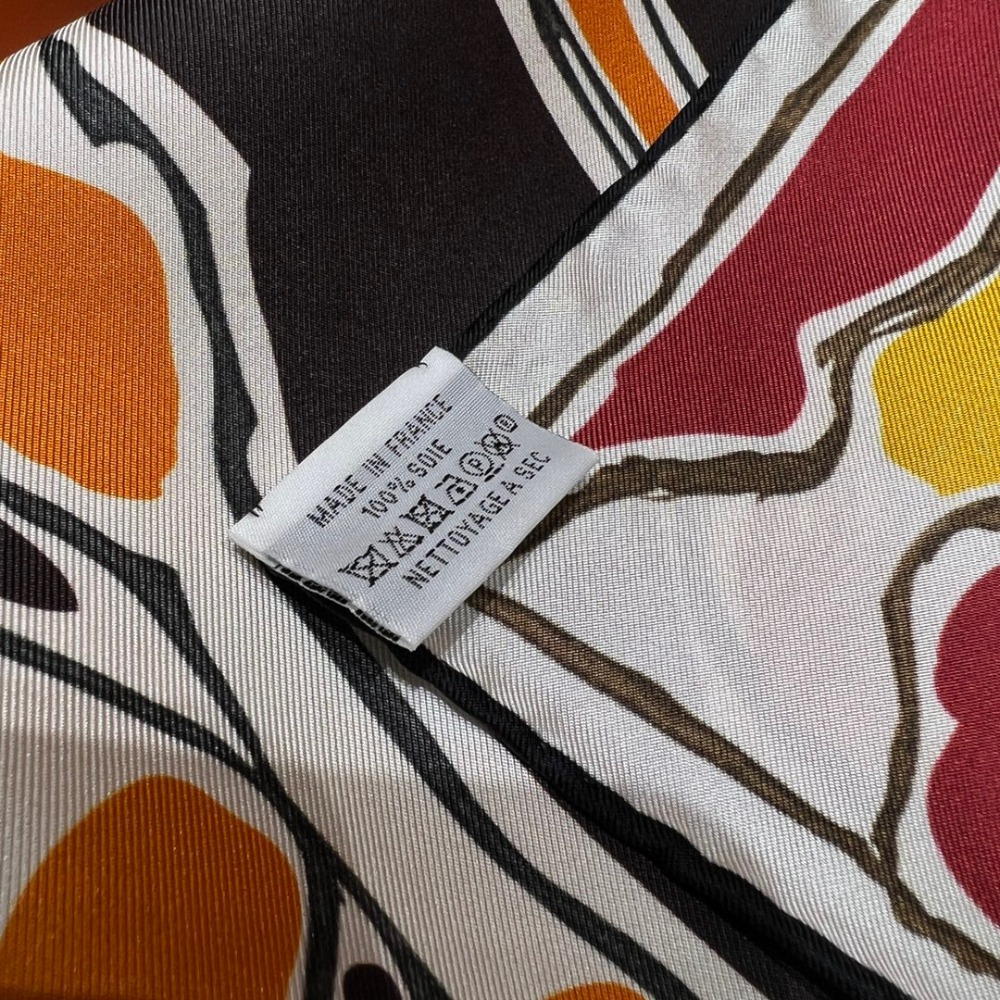 MADE IN FRANCE
100% SOIE
P
NETTOYAGE A SEC